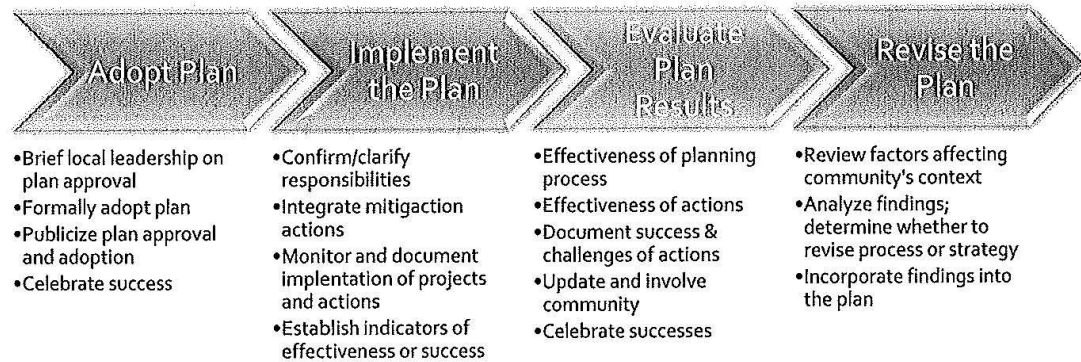 Adopt Plan
•Brief local leadership on
plan approval
•Formally adopt plan
•Publicize plan approval
and adoption
•Celebrate success
Implement
the Plan
•Confirm/clarify
responsibilities
•Integrate mitigaction
actions
•Monitor and document
implentation of projects
and actions
•Establish indicators of
effectiveness or success
Evaluate
Plan
Results
•Effectiveness of planning
process
•Effectiveness of actions
•Document success &
challenges of actions
•Update and involve
community
•Celebrate successes
Revise the
Plan
•Review factors affecting
community's context
•Analyze findings;
determine whether to
revise process or strategy
•Incorporate findings into
the plan